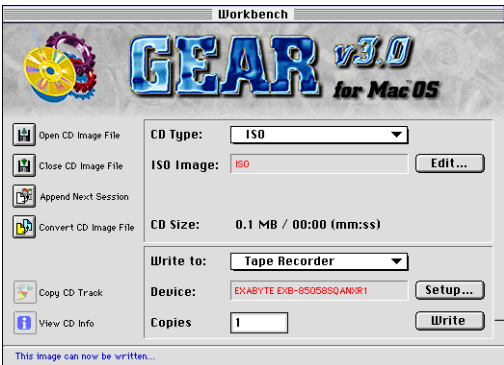 Workbench
GEAR v3.0
for Mac OS
Open CD Image File
Close CD Image File
Append Next Session
Convert CD Image File
Copy CD Track
View CD Info
CD Type: ISO
ISO Image: ISO Edit...
CD Size: 0.1 MB / 00:00 (mm:ss)
Write to: Tape Recorder
Device: EXABYTE EXB-85058SQANXR1 Setup...
Copies 1 Write
This image can now be written...